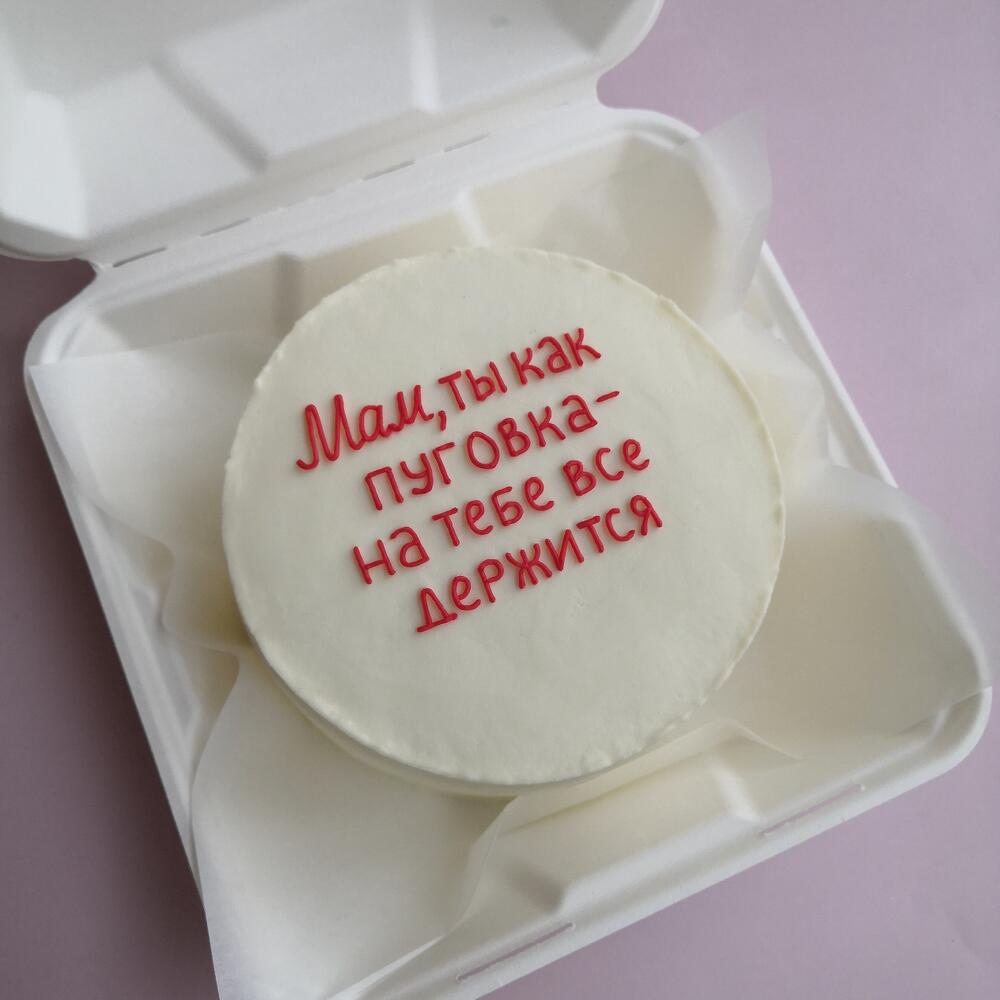 Мам, ты как
пуговка-
на тебе все
держится